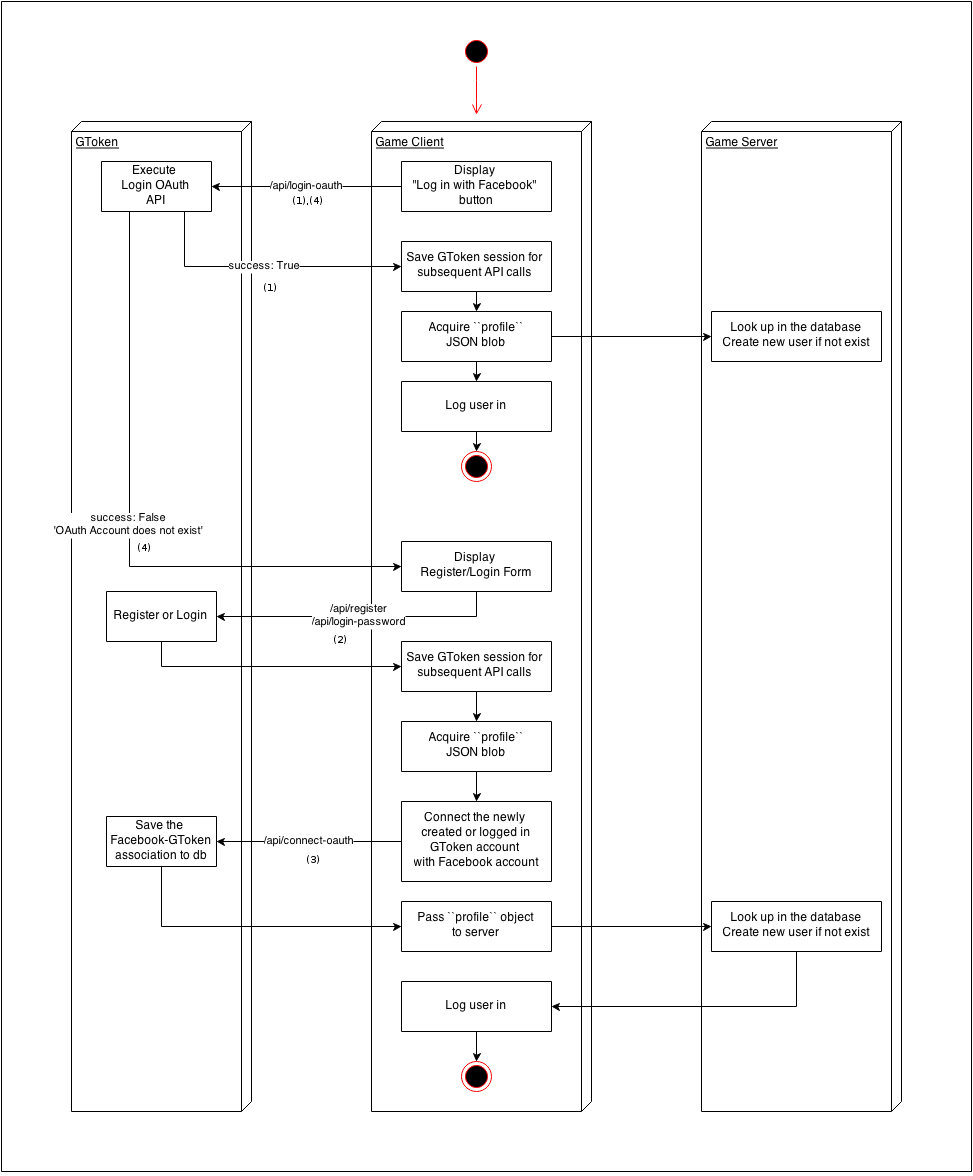 GToken
Game Client
Game Server
Execute
Login OAuth
API
/api/login-oauth
(1),(4)
Display
"Log in with Facebook"
button
success: True
(1)
Save GToken session for
subsequent API calls
Acquire ``profile``
JSON blob
Look up in the database
Create new user if not exist
Log user in
success: False
'OAuth Account does not exist'
(4)
Display
Register/Login Form
Register or Login
/api/register
/api/login-password
(2)
Save GToken session for
subsequent API calls
Acquire ``profile``
JSON blob
Save the
Facebook-GToken
association to db
/api/connect-oauth
(3)
Connect the newly
created or logged in
GToken account
with Facebook account
Pass ``profile`` object
to server
Look up in the database
Create new user if not exist
Log user in